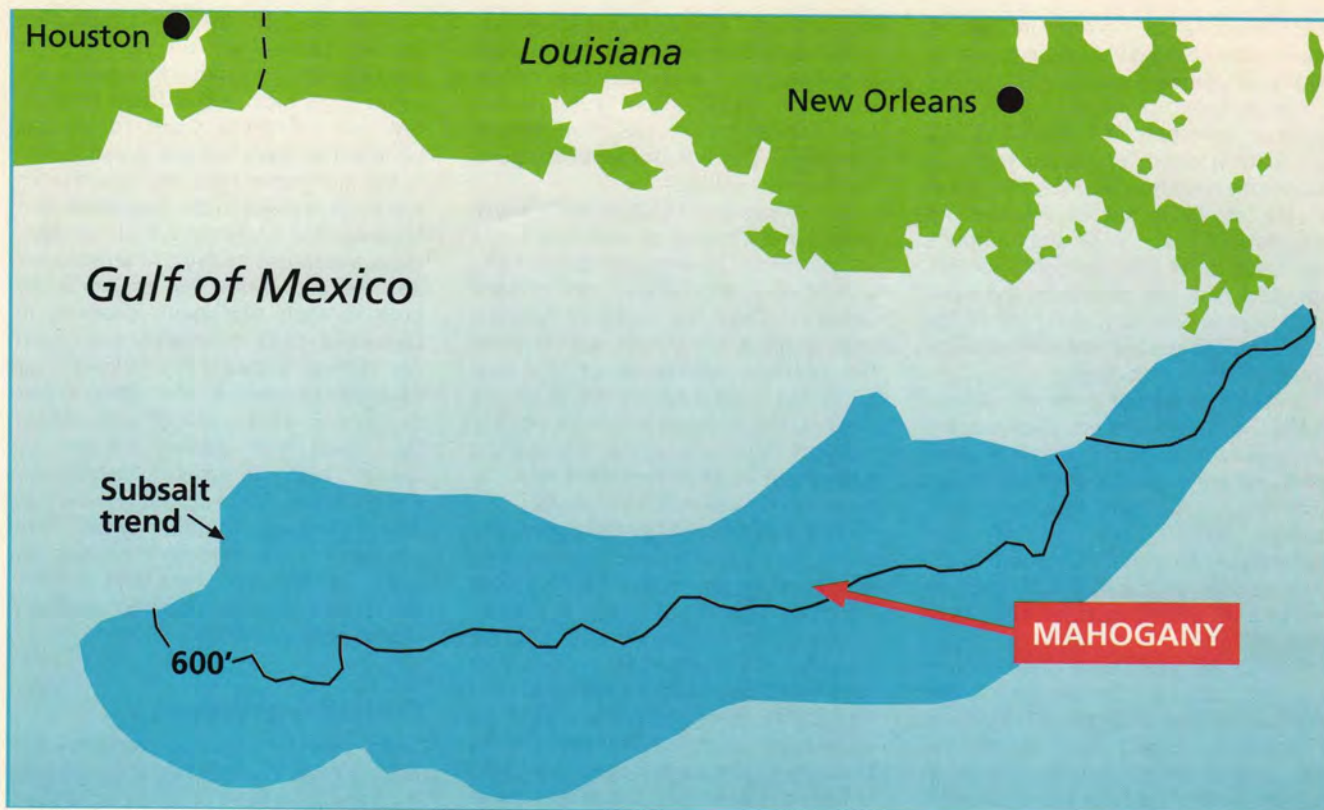 Houston
Louisiana
New Orleans
Gulf of Mexico
Subsalt
trend
600'
MAHOGANY